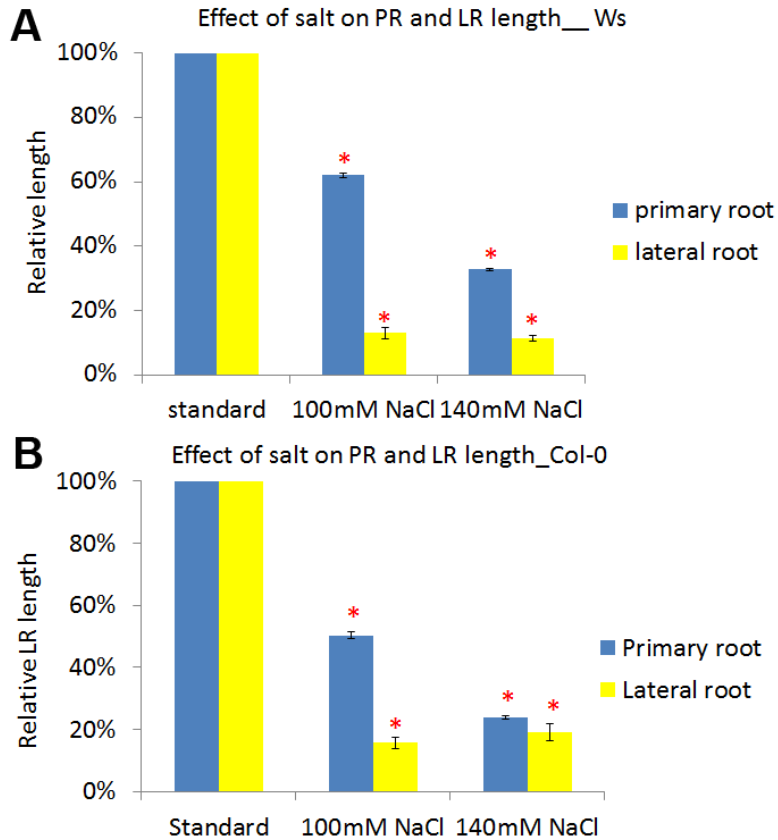 A
Effect of salt on PR and LR length__ Ws
Relative length
100%
80%
60%
40%
20%
0%
*
*
*
*
standard
100mM NaCl
140mM NaCl
primary root
lateral root
B
Effect of salt on PR and LR length_Col-0
Relative LR length
100%
80%
60%
40%
20%
0%
*
*
*
*
Standard
100mM NaCl
140mM NaCl
Primary root
Lateral root